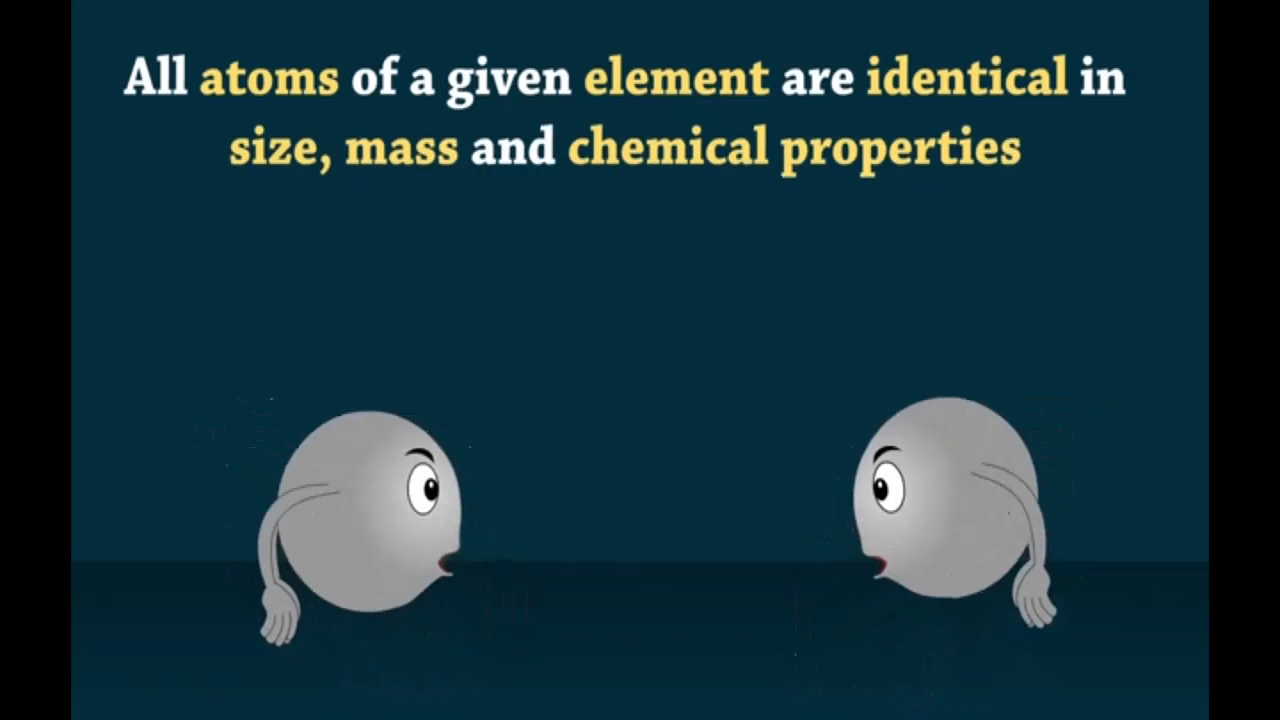 All atoms of a given element are identical in
size, mass and chemical properties